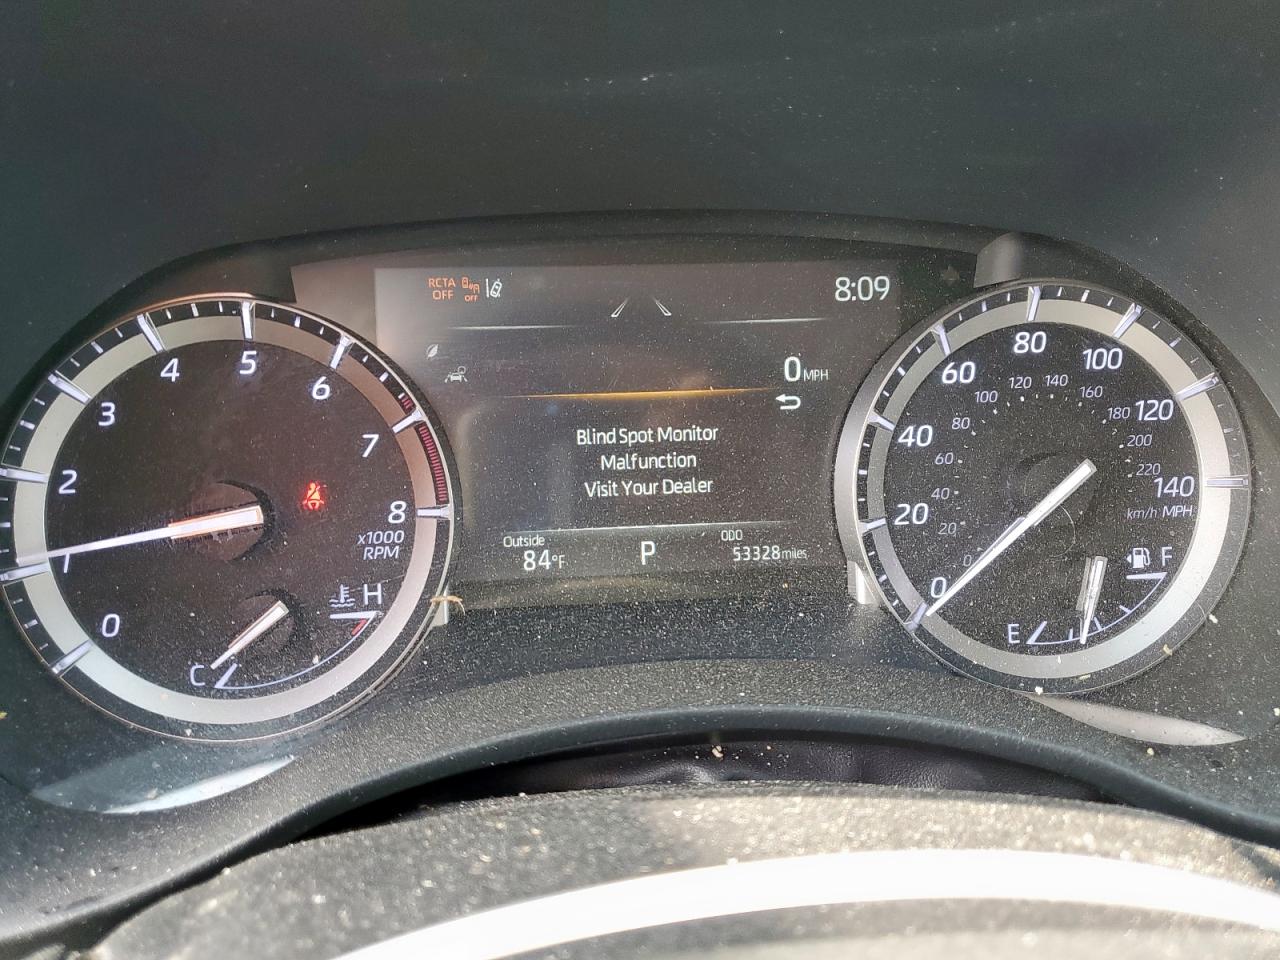 RCTA
OFF
OFF
8:09
0 MPH
Blind Spot Monitor
Malfunction
Visit Your Dealer
Outside
84°F
P
ODO
53328 miles
0
1
2
3
4
5
6
7
8
x1000
RPM
H
C
0
20
40
60
80
100
120
140
0
20
40
60
80
100
120
140
160
180
200
220
km/h MPH
E
F